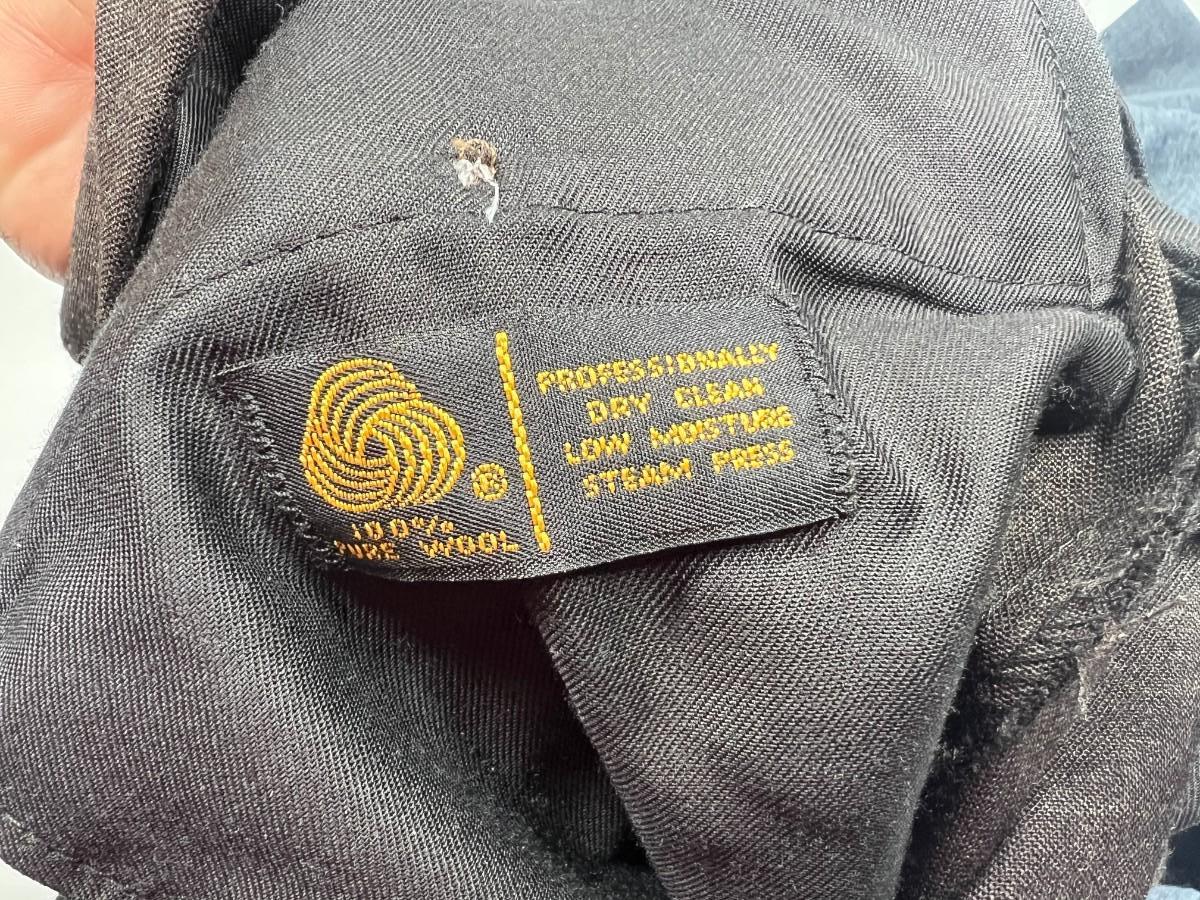 ®
100%
PURE WOOL
PROFESSIONALLY
DRY CLEAN
LOW MOISTURE
STEAM PRESS